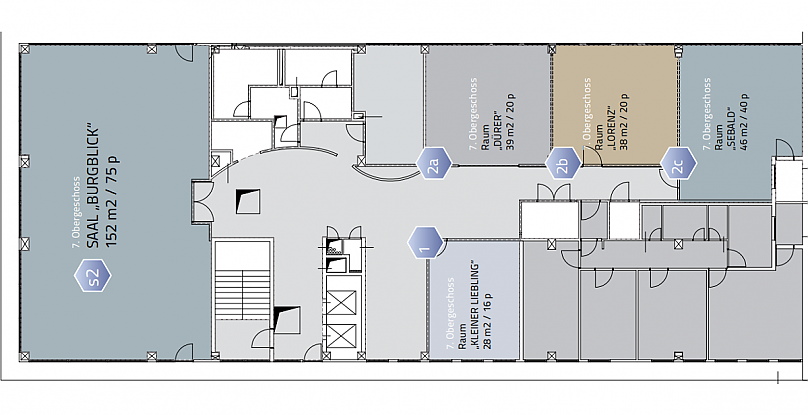 7. Obergeschoss
SAAL „BURGBLICK“
152 m2 / 75 p
s2
7. Obergeschoss
Raum
„DÜRER“
39 m2 / 20 p
2a
7. Obergeschoss
Raum
„LORENZ“
38 m2 / 20 p
2b
7. Obergeschoss
Raum
„SEBALD“
46 m2 / 40 p
2c
7. Obergeschoss
Raum
„KLEINER LIEBLING“
28 m2 / 16 p
1